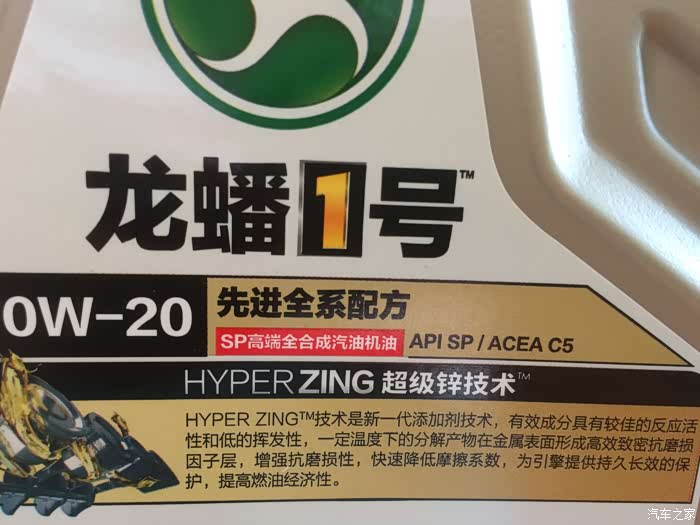 龙蟠1号™
0W-20
先进全系配方
SP高端全合成汽油机油 API SP / ACEA C5
HYPER ZING 超级锌技术™
HYPER ZING™技术是新一代添加剂技术，有效成分具有较佳的反应活
性和低的挥发性，一定温度下的分解产物在金属表面形成高效致密抗磨损
因子层，增强抗磨损性，快速降低摩擦系数，为引擎提供持久长效的保
护，提高燃油经济性。
汽车之家